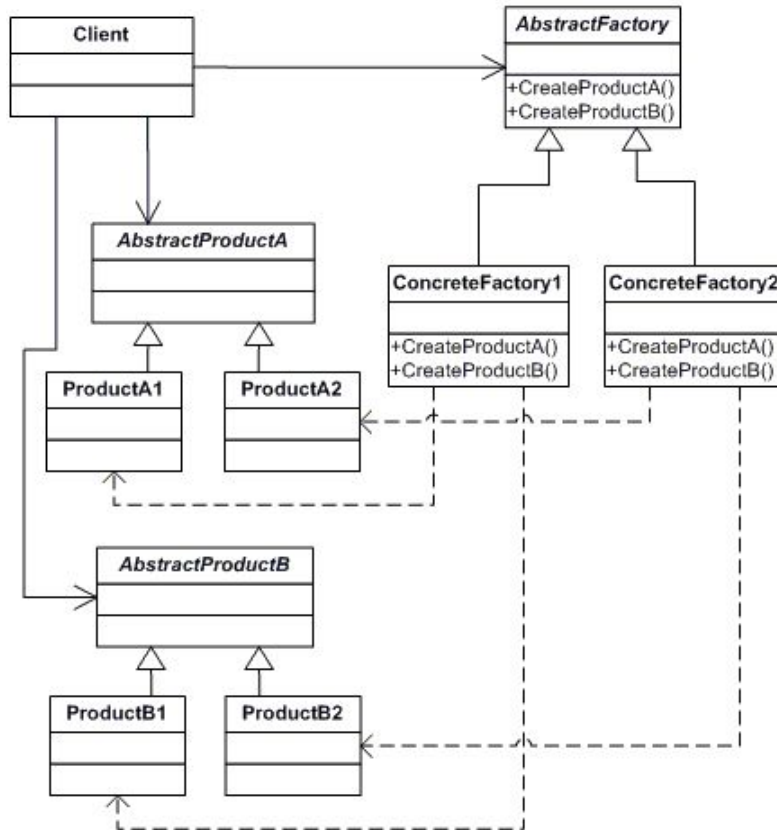 Client
AbstractFactory
+CreateProductA()
+CreateProductB()
AbstractProductA
ConcreteFactory1
+CreateProductA()
+CreateProductB()
ConcreteFactory2
+CreateProductA()
+CreateProductB()
ProductA1
ProductA2
AbstractProductB
ProductB1
ProductB2